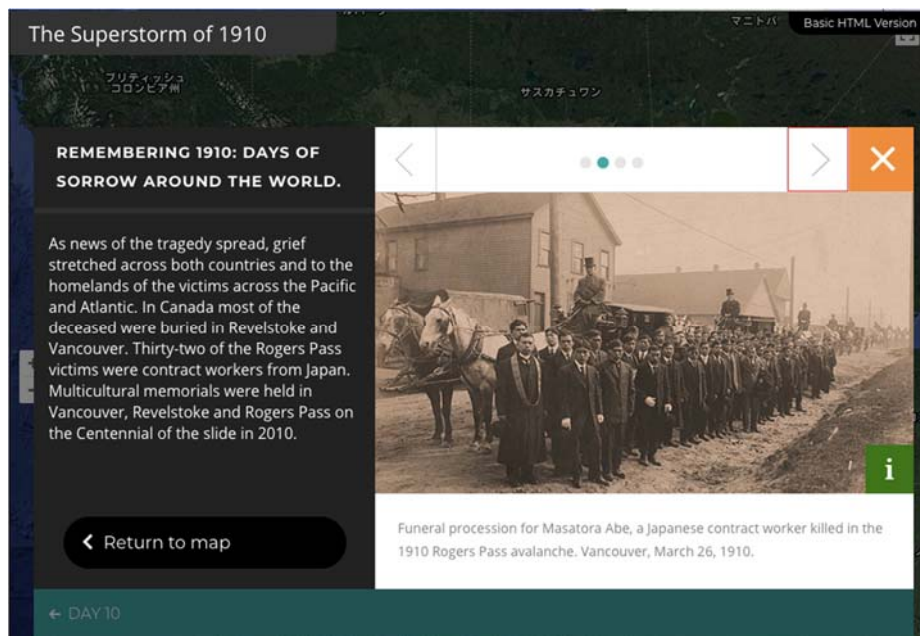 The Superstorm of 1910
マニトバ
Basic HTML Version
ブリティッシュ
コロンビア州
サスカチュワン
REMEMBERING 1910: DAYS OF
SORROW AROUND THE WORLD.
As news of the tragedy spread, grief
stretched across both countries and to the
homelands of the victims across the Pacific
and Atlantic. In Canada most of the
deceased were buried in Revelstoke and
Vancouver. Thirty-two of the Rogers Pass
victims were contract workers from Japan.
Multicultural memorials were held in
Vancouver, Revelstoke and Rogers Pass on
the Centennial of the slide in 2010.
Return to map
i
Funeral procession for Masatora Abe, a Japanese contract worker killed in the
1910 Rogers Pass avalanche. Vancouver, March 26, 1910.
← DAY 10